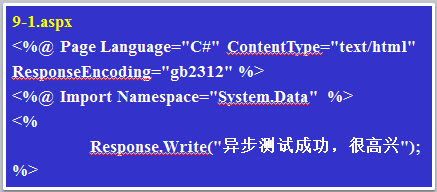 9-1.aspx
<%@ Page Language="C#" ContentType="text/html"
ResponseEncoding="gb2312" %>
<%@ Import Namespace="System.Data" %>
<%
Response.Write("异步测试成功，很高兴");
%>